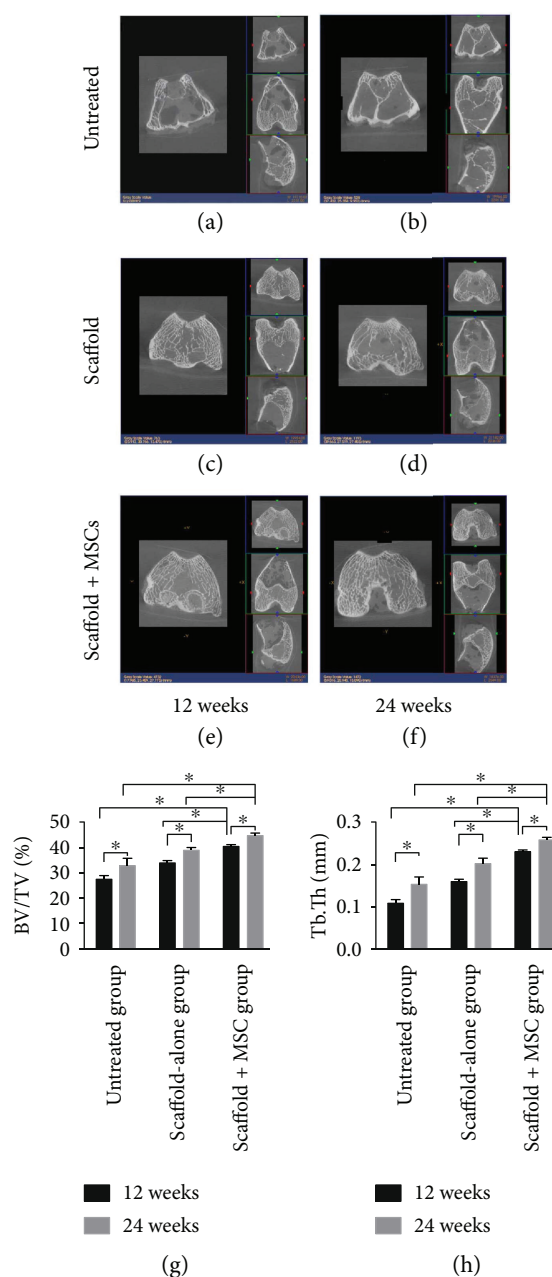 Untreated
(a)
(b)
Scaffold
(c)
(d)
Scaffold + MSCs
12 weeks
24 weeks
(e)
(f)
BV/TV (%)
50
40
30
20
10
0
*
*
*
*
*
*
*
Untreated group
Scaffold-alone group
Scaffold + MSC group
12 weeks
24 weeks
(g)
Tb.Th (mm)
0.3
0.2
0.1
0.0
*
*
*
*
*
*
*
Untreated group
Scaffold-alone group
Scaffold + MSC group
12 weeks
24 weeks
(h)